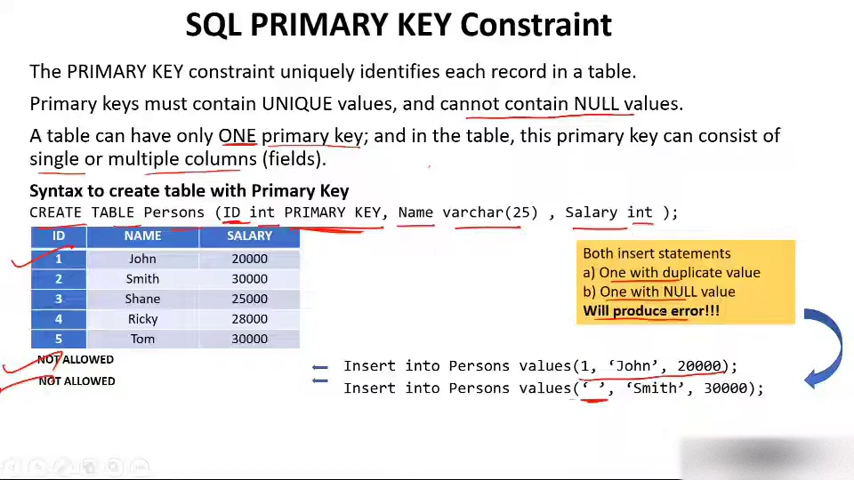 SQL PRIMARY KEY Constraint
The PRIMARY KEY constraint uniquely identifies each record in a table.
Primary keys must contain UNIQUE values, and cannot contain NULL values.
A table can have only ONE primary key; and in the table, this primary key can consist of
single or multiple columns (fields).
Syntax to create table with Primary Key
CREATE TABLE Persons (ID int PRIMARY KEY, Name varchar(25) , Salary int );
ID NAME SALARY
1 John 20000
2 Smith 30000
3 Shane 25000
4 Ricky 28000
5 Tom 30000
Both insert statements
a) One with duplicate value
b) One with NULL value
Will produce error!!!
NOT ALLOWED Insert into Persons values(1, ‘John’, 20000);
NOT ALLOWED Insert into Persons values(‘ ’, ‘Smith’, 30000);